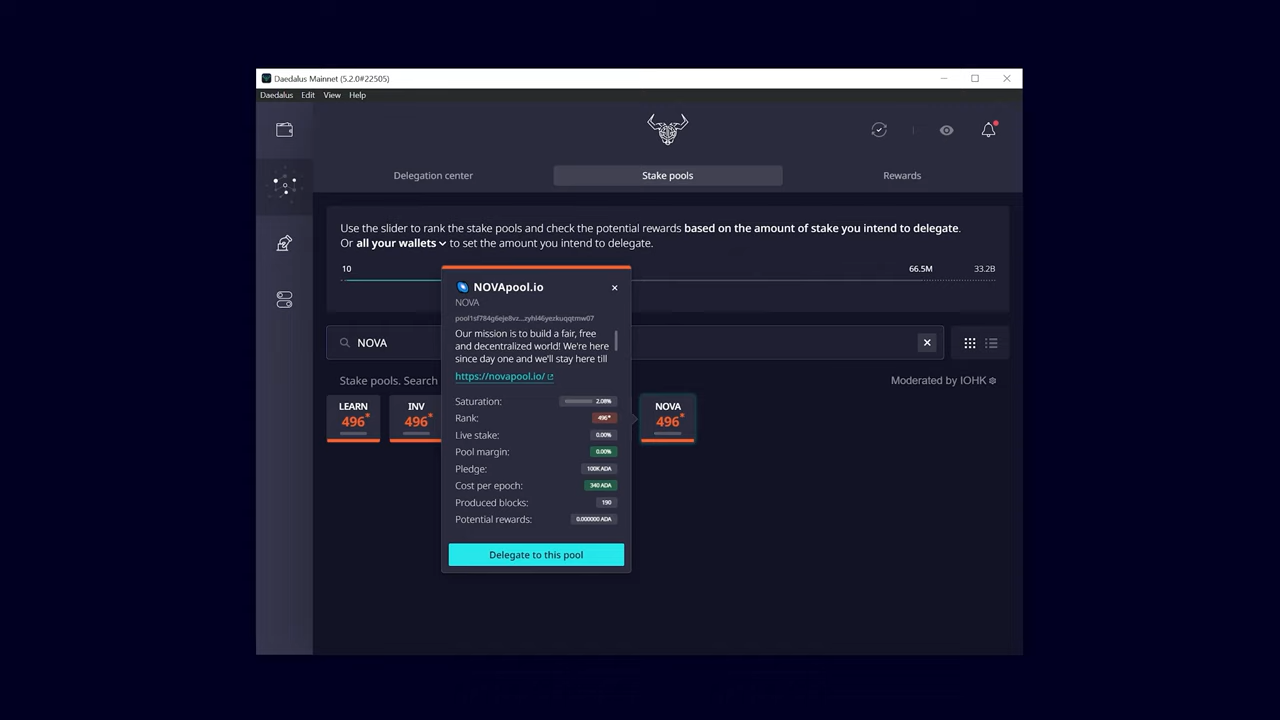 Daedalus Mainnet (5.2.0#22505)
Daedalus Edit View Help
Delegation center Stake pools Rewards
Use the slider to rank the stake pools and check the potential rewards based on the amount of stake you intend to delegate.
Or all your wallets to set the amount you intend to delegate.
10 66.5M 33.2B
NOVApool.io
NOVA
pool1sf784g6eje8vz...zyhl46yezkuqqtmw07
Our mission is to build a fair, free
and decentralized world! We're here
since day one and we'll stay here till
https://novapool.io/
Saturation: 2.08%
Rank: 496*
Live stake: 0.00%
Pool margin: 0.00%
Pledge: 100K ADA
Cost per epoch: 340 ADA
Produced blocks: 190
Potential rewards: 0.000000 ADA
Delegate to this pool
NOVA
Stake pools. Search
Moderated by IOHK
LEARN
496*
INV
496*
NOVA
496*